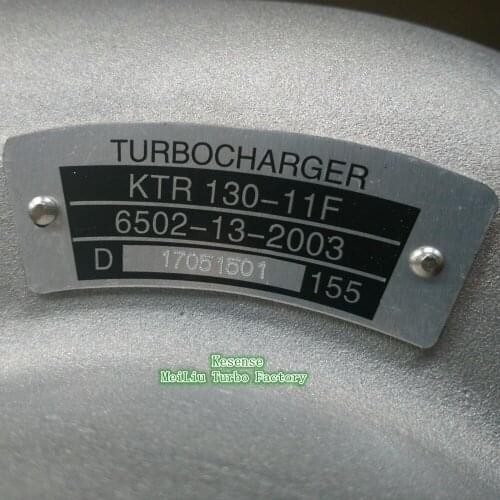 TURBOCHARGER
KTR 130-11F
6502-13-2003
D 17051501 155
Kesense
MeiLiu Turbo Factory